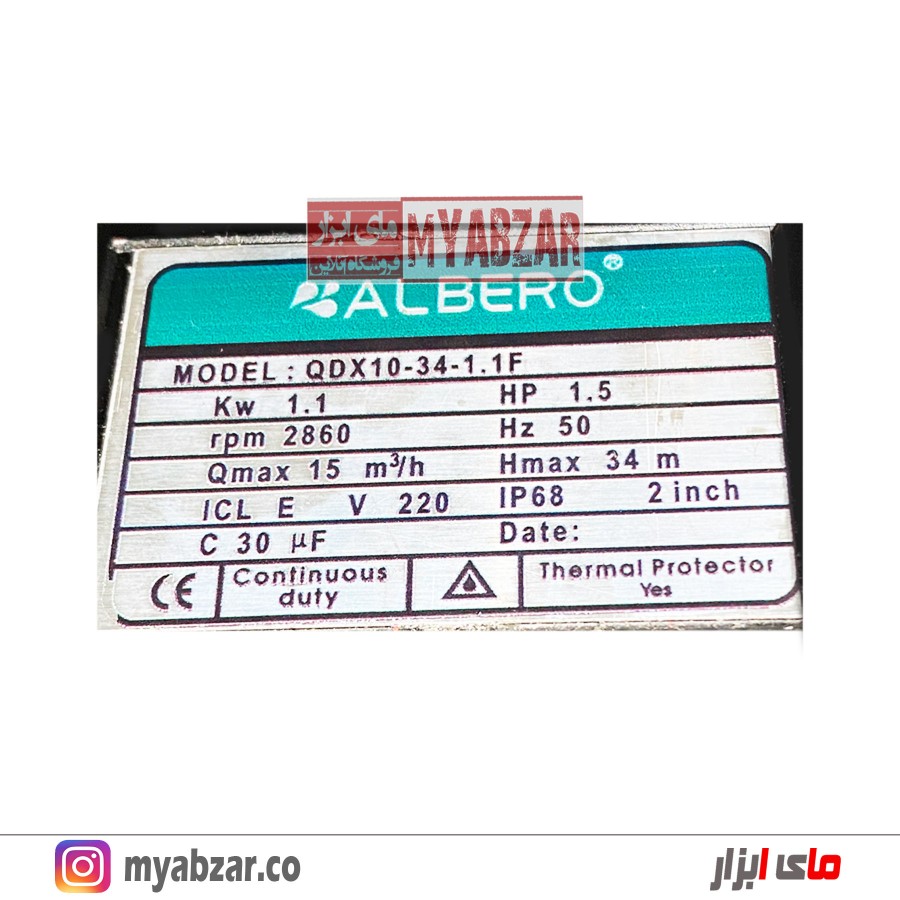 مای ابزار MYABZAR
فروشگاه آنلاین
ALBERO®
MODEL : QDX10-34-1.1F
Kw 1.1 HP 1.5
rpm 2860 Hz 50
Qmax 15 m³/h Hmax 34 m
ICL E V 220 IP68 2 inch
C 30 µF Date:
CE Continuous duty Thermal Protector Yes
myabzar.co مای ابزار